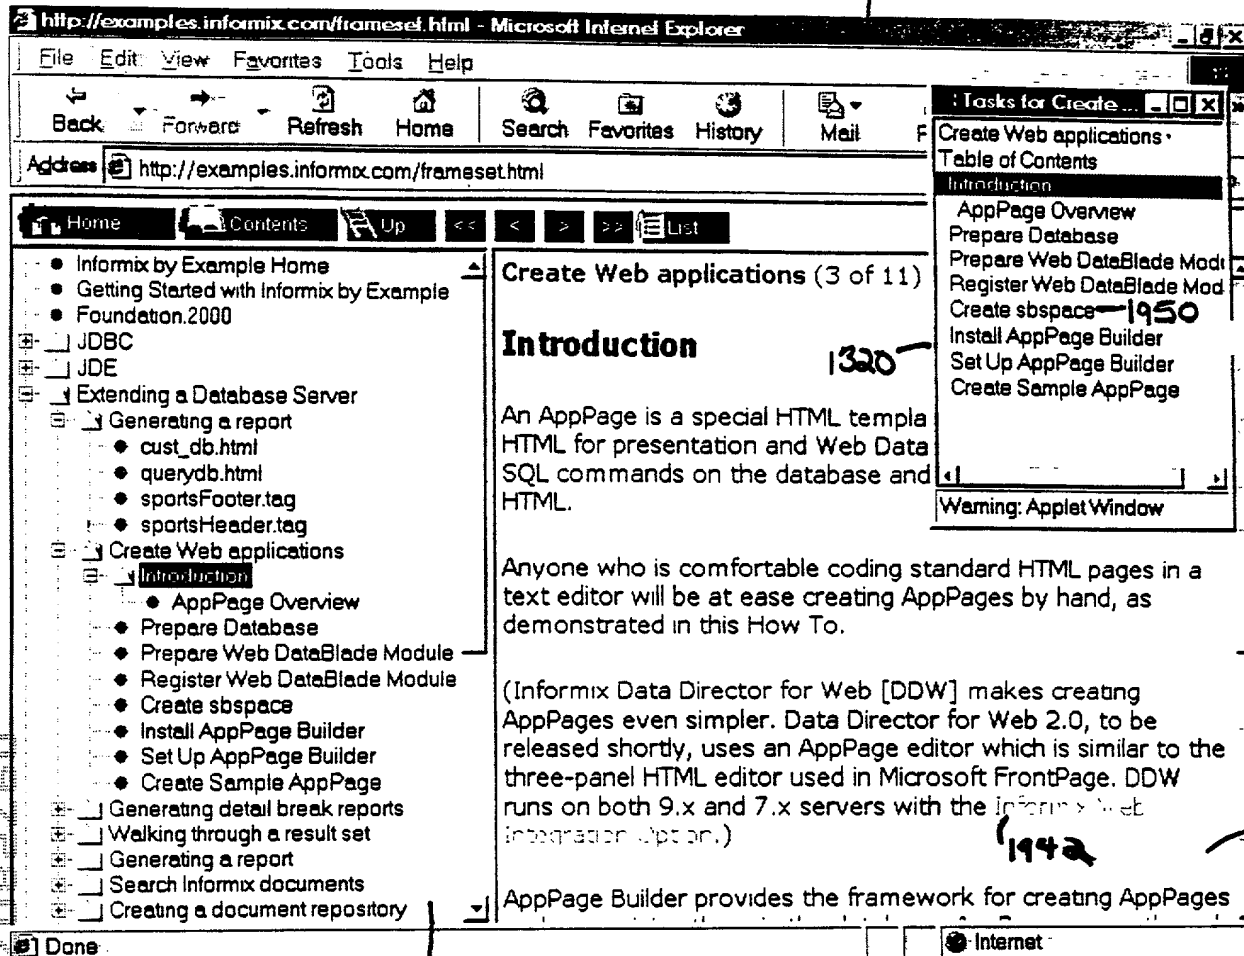 http://examples.informix.com/frameset.html - Microsoft Internet Explorer
File Edit View Favorites Tools Help
Back Forward Refresh Home Search Favorites History Mail
Address http://examples.informix.com/frameset.html
Home Contents Up << < > >> List
Informix by Example Home
Getting Started with Informix by Example
Foundation.2000
JDBC
JDE
Extending a Database Server
Generating a report
cust_db.html
querydb.html
sportsFooter.tag
sportsHeader.tag
Create Web applications
Introduction
AppPage Overview
Prepare Database
Prepare Web DataBlade Module
Register Web DataBlade Module
Create sbspace
Install AppPage Builder
Set Up AppPage Builder
Create Sample AppPage
Generating detail break reports
Walking through a result set
Generating a report
Search Informix documents
Creating a document repository
Create Web applications (3 of 11)
Introduction
1320
An AppPage is a special HTML templa
HTML for presentation and Web Data
SQL commands on the database and
HTML.
Anyone who is comfortable coding standard HTML pages in a
text editor will be at ease creating AppPages by hand, as
demonstrated in this How To.
(Informix Data Director for Web [DDW] makes creating
AppPages even simpler. Data Director for Web 2.0, to be
released shortly, uses an AppPage editor which is similar to the
three-panel HTML editor used in Microsoft FrontPage. DDW
runs on both 9.x and 7.x servers with the Informix Web
Integration Option.)
1942
AppPage Builder provides the framework for creating AppPages
: Tasks for Create ...
Create Web applications
Table of Contents
Introduction
AppPage Overview
Prepare Database
Prepare Web DataBlade Modu
Register Web DataBlade Mod
Create sbspace 1950
Install AppPage Builder
Set Up AppPage Builder
Create Sample AppPage
Warning: Applet Window
Done
Internet